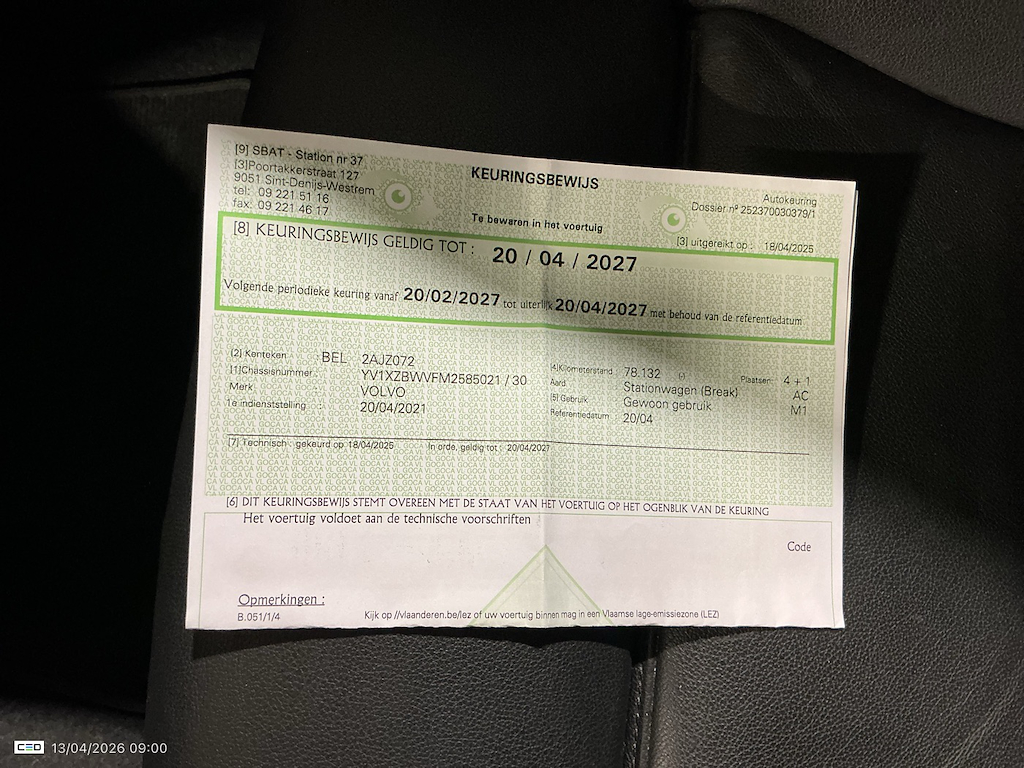 [9] SBAT - Station nr 37
[3]Poortakkerstraat 127
9051 Sint-Denijs-Westrem
tel: 09 221 51 16
fax: 09 221 46 17
KEURINGSBEWIJS
Te bewaren in het voertuig
Autokeuring
Dossier nº 252370030379/1
[3] uitgereikt op : 18/04/2025
[8] KEURINGSBEWIJS GELDIG TOT : 20 / 04 / 2027
Volgende periodieke keuring vanaf 20/02/2027 tot uiterlijk 20/04/2027 met behoud van de referentiedatum
[2] Kenteken : BEL 2AJZ072
[1]Chassisnummer : YV1XZBWVFM2585021 / 30
Merk : VOLVO
1e indienststelling : 20/04/2021
[4]Kilometerstand 78.132 Plaatsen: 4 + 1
Aard Stationwagen (Break) AC
[5] Gebruik Gewoon gebruik M1
Referentiedatum 20/04
[7] Technisch : gekeurd op 18/04/2025 In orde, geldig tot : 20/04/2027
[6] DIT KEURINGSBEWIJS STEMT OVEREEN MET DE STAAT VAN HET VOERTUIG OP HET OGENBLIK VAN DE KEURING
Het voertuig voldoet aan de technische voorschriften
Code
Opmerkingen :
B.051/1/4
Kijk op //vlaanderen.be/lez of uw voertuig binnen mag in een Vlaamse lage-emissiezone (LEZ)
CEO 13/04/2026 09:00